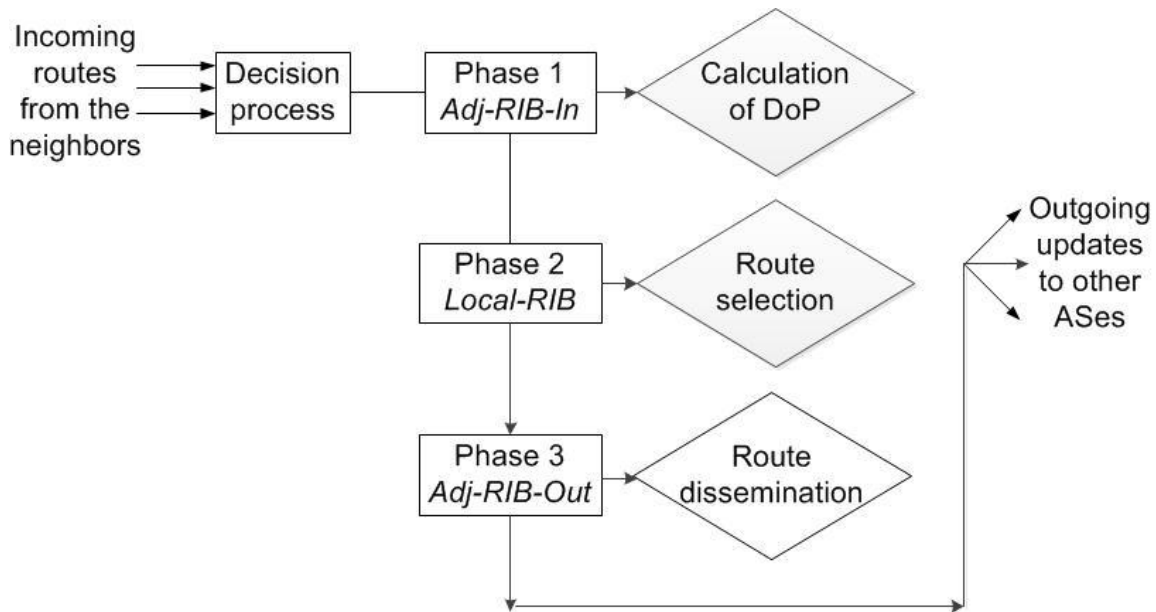 Incoming
routes
from the
neighbors
Decision
process
Phase 1
Adj-RIB-In
Calculation
of DoP
Phase 2
Local-RIB
Route
selection
Outgoing
updates
to other
ASes
Phase 3
Adj-RIB-Out
Route
dissemination